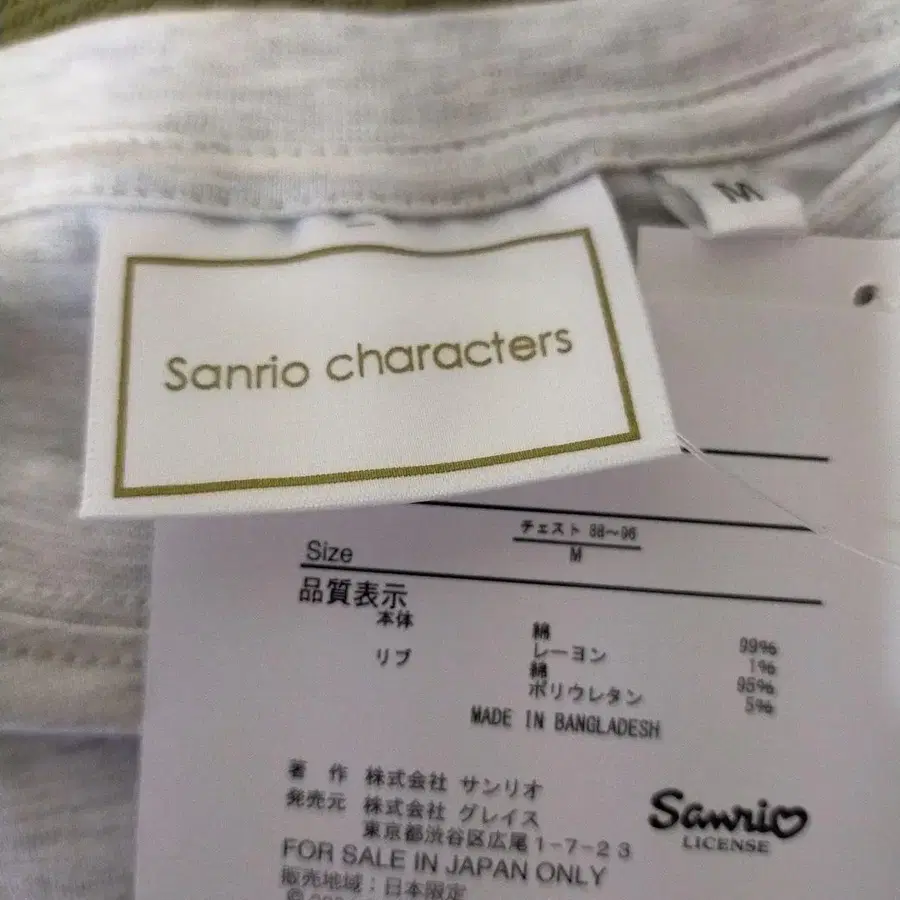 M
Sanrio characters
チェスト 88～96
Size
M
品質表示
本体 綿 99%
レーヨン 1%
リブ 綿 95%
ポリウレタン 5%
MADE IN BANGLADESH
著 作 株式会社 サンリオ
発売元 株式会社 グレイス
東京都渋谷区広尾1-7-23
Sanrio
LICENSE
FOR SALE IN JAPAN ONLY
販売地域：日本限定